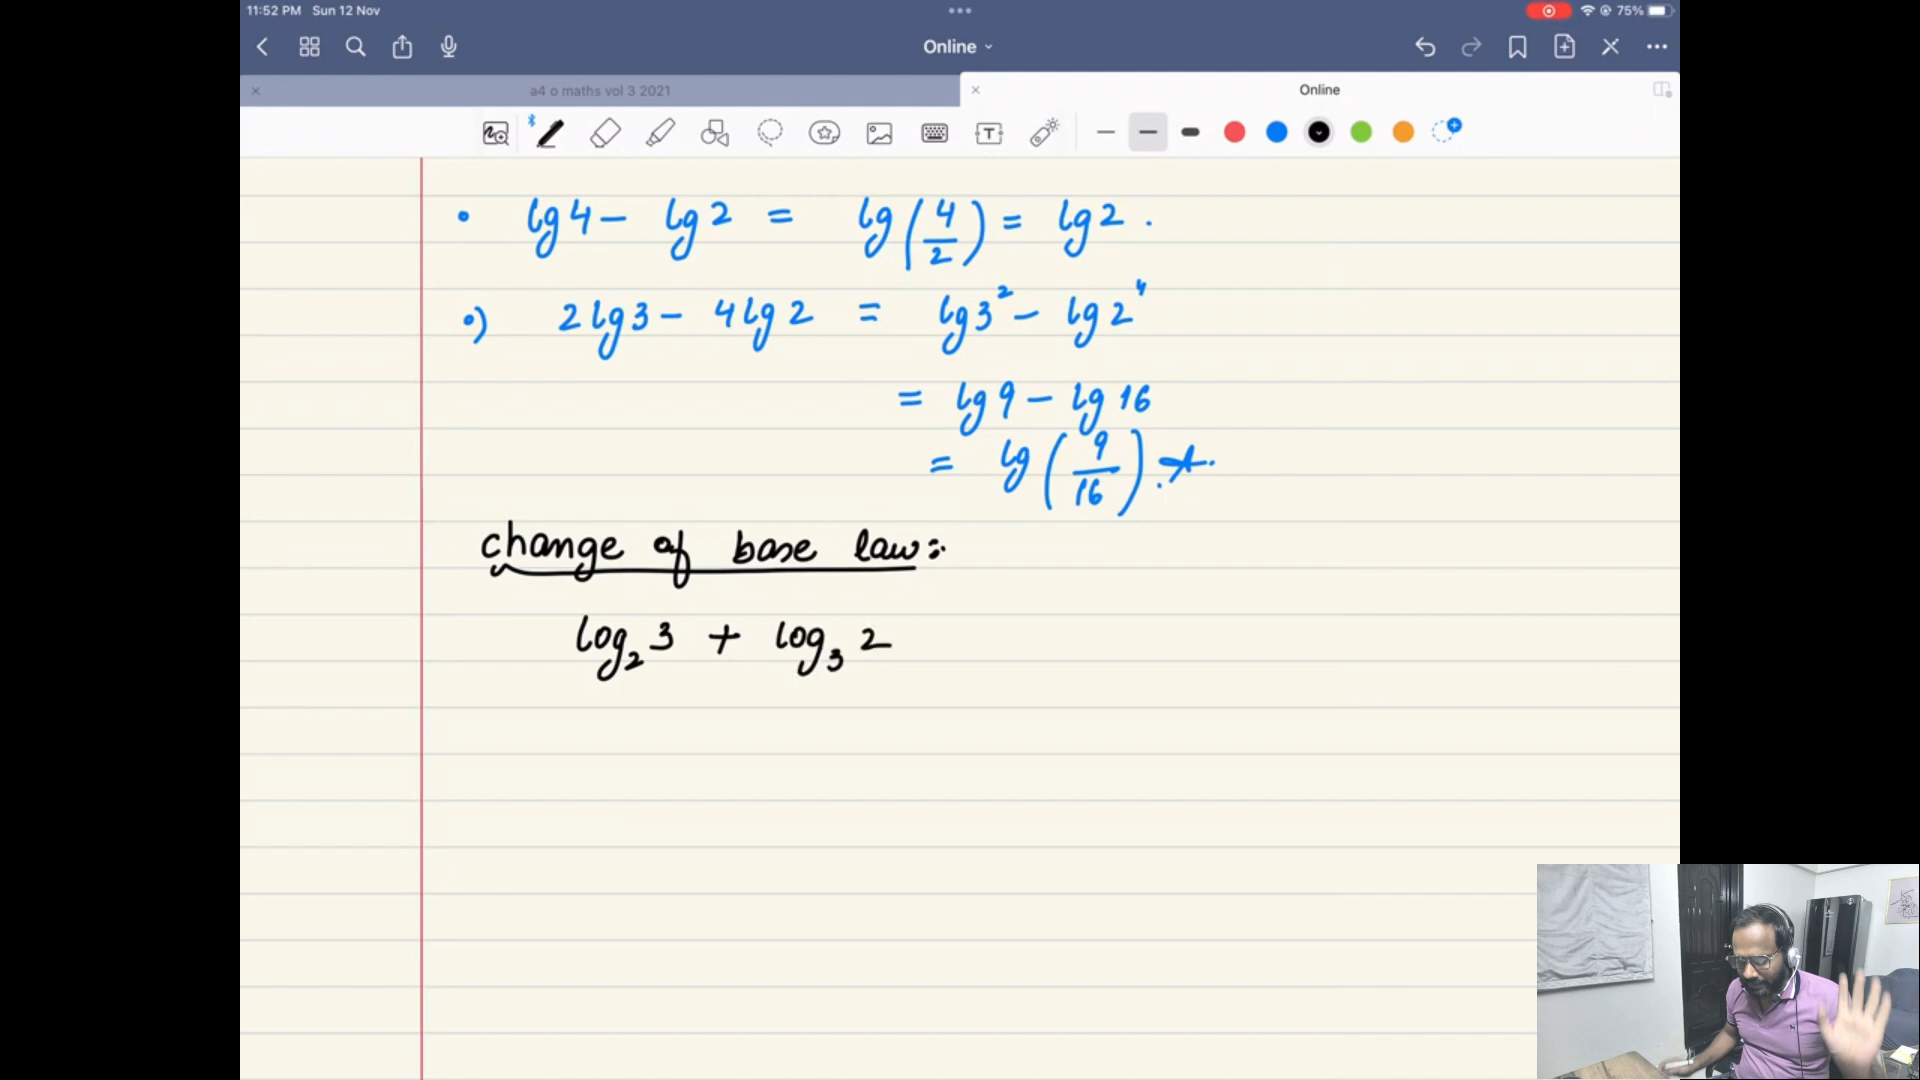 11:52 PM Sun 12 Nov
75%
Online
a4 o maths vol 3 2021
Online
• lg4 − lg2 = lg(4/2) = lg2.
•) 2lg3 − 4lg2 = lg3² − lg2⁴
= lg9 − lg16
= lg(9/16)
change of base law:
log₂3 + log₃2